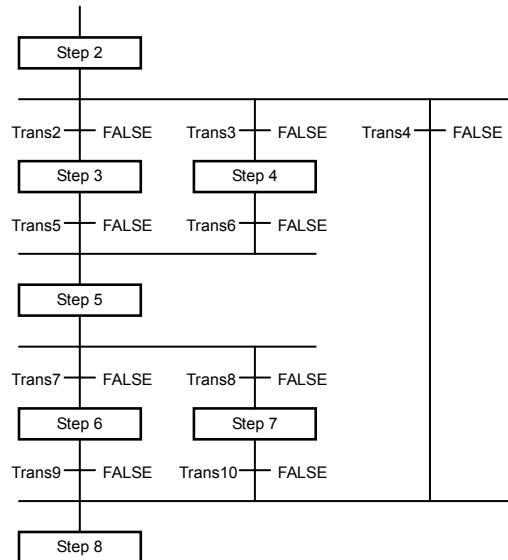 Step 2
Trans2 FALSE Trans3 FALSE Trans4 FALSE
Step 3 Step 4
Trans5 FALSE Trans6 FALSE
Step 5
Trans7 FALSE Trans8 FALSE
Step 6 Step 7
Trans9 FALSE Trans10 FALSE
Step 8